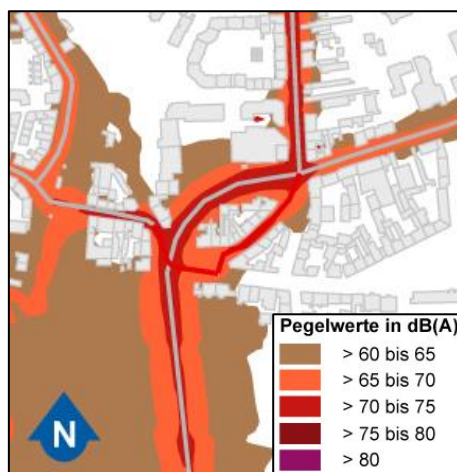 Pegelwerte in dB(A)
> 60 bis 65
> 65 bis 70
> 70 bis 75
> 75 bis 80
> 80
N